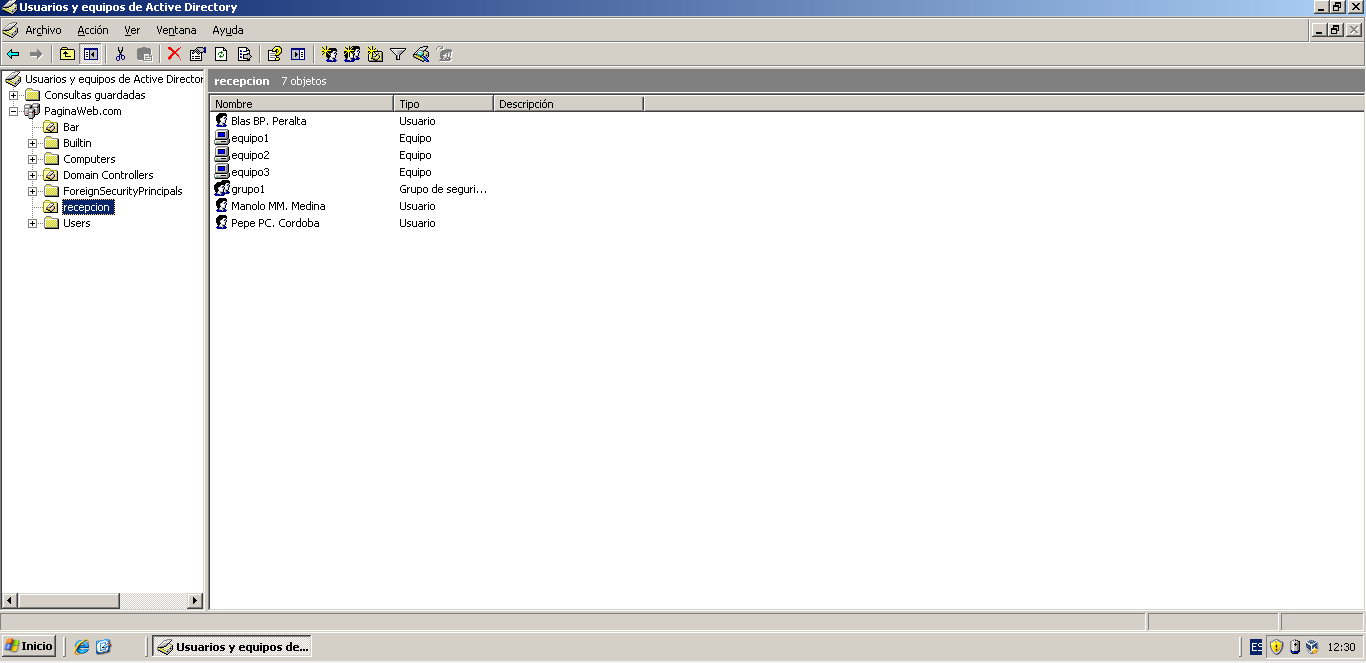 Usuarios y equipos de Active Directory
Archivo Acción Ver Ventana Ayuda
Usuarios y equipos de Active Director
Consultas guardadas
PaginaWeb.com
Bar
Builtin
Computers
Domain Controllers
ForeignSecurityPrincipals
recepcion
Users
recepcion 7 objetos
Nombre Tipo Descripción
Blas BP. Peralta Usuario
equipo1 Equipo
equipo2 Equipo
equipo3 Equipo
grupo1 Grupo de seguri...
Manolo MM. Medina Usuario
Pepe PC. Cordoba Usuario
Inicio Usuarios y equipos de... ES 12:30